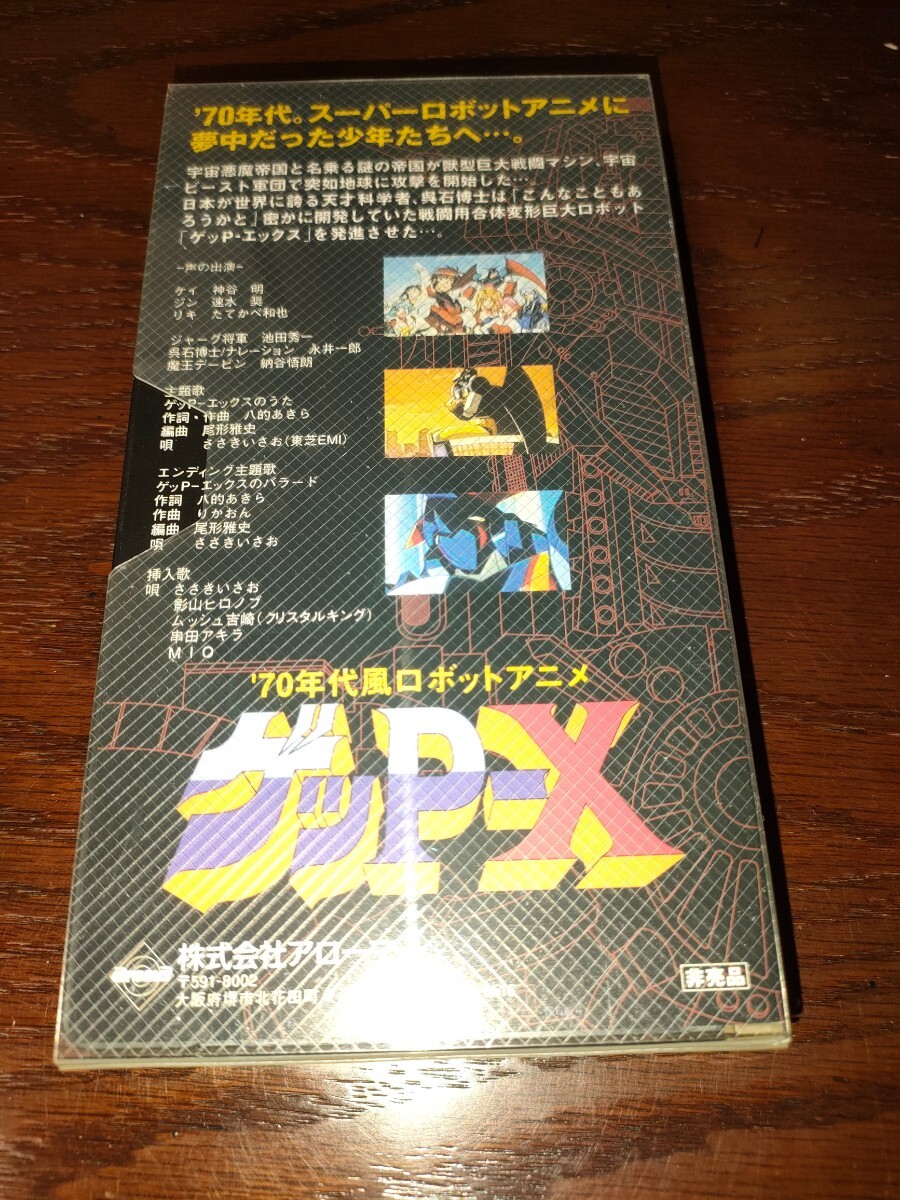 '70年代。スーパーロボットアニメに
夢中だった少年たちへ…。
宇宙悪魔帝国と名乗る謎の帝国が獣型巨大戦闘マシン、宇宙
ビースト軍団で突如地球に攻撃を開始した…
日本が世界に誇る天才科学者、呉石博士は「こんなこともあ
ろうかと」密かに開発していた戦闘用合体変形巨大ロボット
「ゲッP-エックス」を発進させた…。
-声の出演-
ケイ 神谷 明
ジン 速水 奨
リキ たてかべ和也
ジャーグ将軍 池田秀一
呉石博士/ナレーション 永井一郎
魔王デービン 納谷悟朗
主題歌
ゲッP-エックスのうた
作詞・作曲 八的あきら
編曲 尾形雅史
唄 ささきいさお(東芝EMI)
エンディング主題歌
ゲッP-エックスのバラード
作詞 八的あきら
作曲 りかおん
編曲 尾形雅史
唄 ささきいさお
挿入歌
唄 ささきいさお
影山ヒロノブ
ムッシュ吉崎(クリスタルキング)
串田アキラ
MIO
'70年代風ロボットアニメ
ゲッP-X
株式会社アロー
〒591-8002
大阪府堺市北花田町
非売品